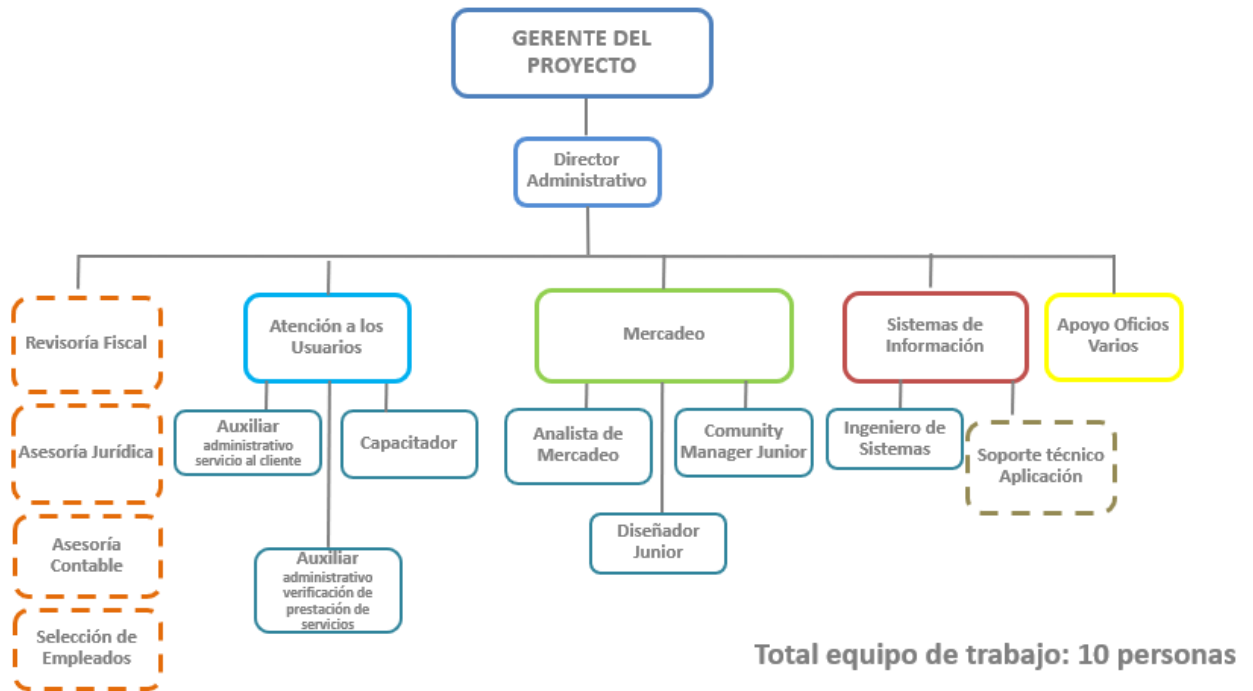 GERENTE DEL
PROYECTO
Director
Administrativo
Revisoría Fiscal
Asesoría Jurídica
Asesoría
Contable
Selección de
Empleados
Atención a los
Usuarios
Auxiliar
administrativo
servicio al cliente
Capacitador
Auxiliar
administrativo
verificación de
prestación de
servicios
Mercadeo
Analista de
Mercadeo
Comunity
Manager Junior
Diseñador
Junior
Sistemas de
Información
Ingeniero de
Sistemas
Soporte técnico
Aplicación
Apoyo Oficios
Varios
Total equipo de trabajo: 10 personas